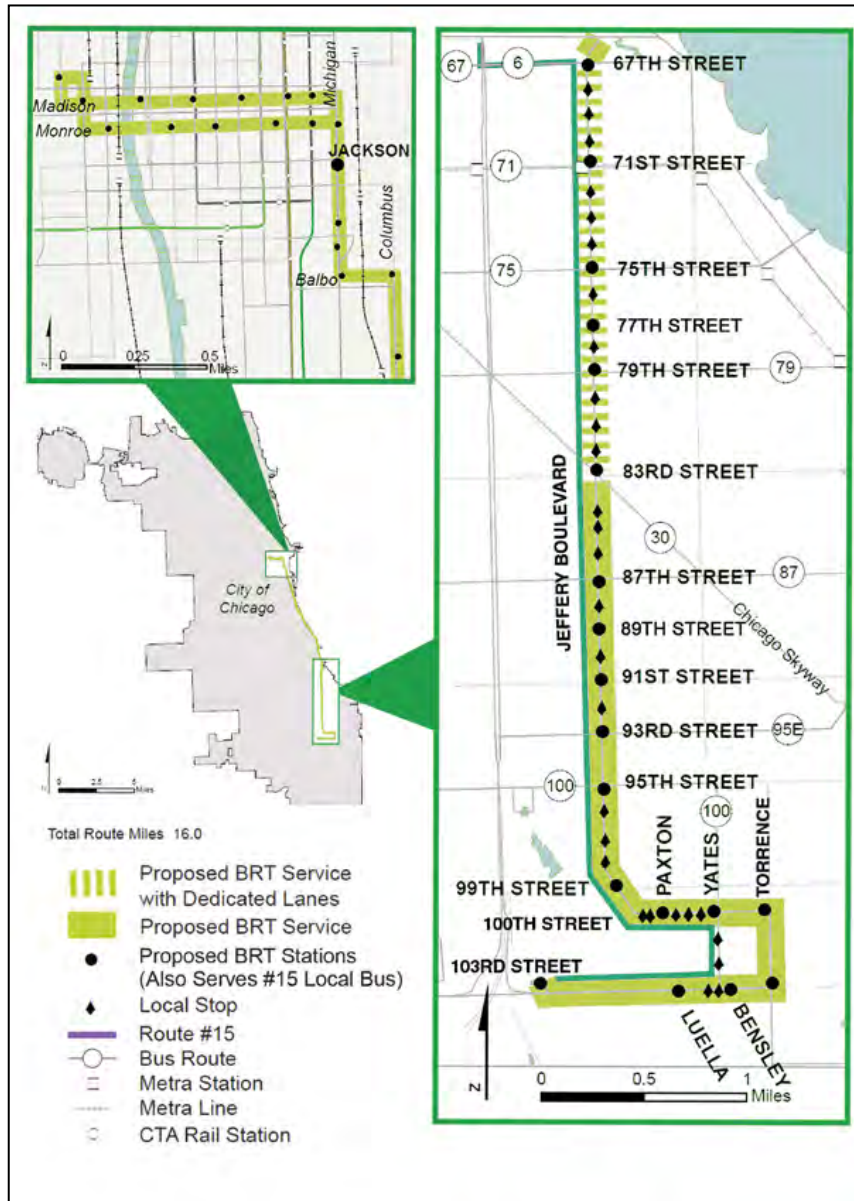 Madison
Monroe
Michigan
JACKSON
Columbus
Balbo
N
0 0.25 0.5
Miles
City of
Chicago
0 2.5 5
Miles
Total Route Miles 16.0
Proposed BRT Service
with Dedicated Lanes
Proposed BRT Service
Proposed BRT Stations
(Also Serves #15 Local Bus)
Local Stop
Route #15
Bus Route
Metra Station
Metra Line
CTA Rail Station
67 6
67TH STREET
71
71ST STREET
75
75TH STREET
77TH STREET
79TH STREET 79
JEFFERY BOULEVARD
83RD STREET
30
87TH STREET 87
Chicago Skyway
89TH STREET
91ST STREET
93RD STREET 95E
100
95TH STREET
100
PAXTON
YATES
TORRENCE
99TH STREET
100TH STREET
103RD STREET
LUELLA
BENSLEY
N
0 0.5 1
Miles